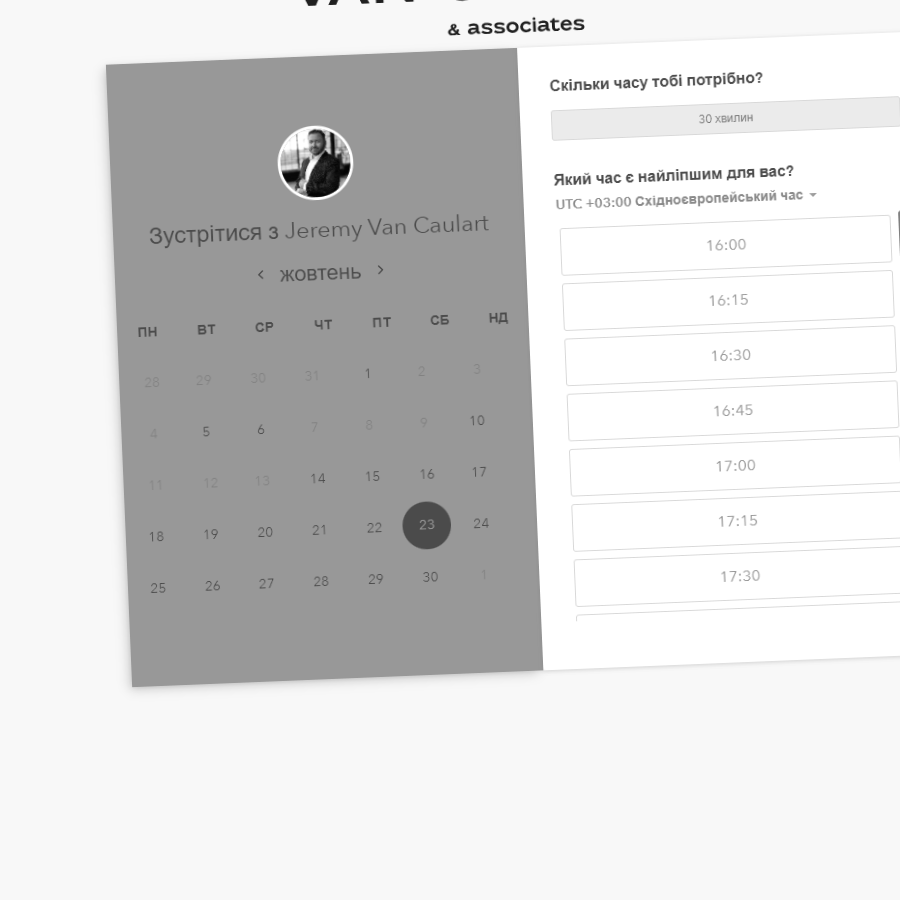 & associates
Зустрітися з Jeremy Van Caulart
‹ жовтень ›
ПН ВТ СР ЧТ ПТ СБ НД
28 29 30 31 1 2 3
4 5 6 7 8 9 10
11 12 13 14 15 16 17
18 19 20 21 22 23 24
25 26 27 28 29 30 1
Скільки часу тобі потрібно?
30 хвилин
Який час є найліпшим для вас?
UTC +03:00 Східноєвропейський час
16:00
16:15
16:30
16:45
17:00
17:15
17:30